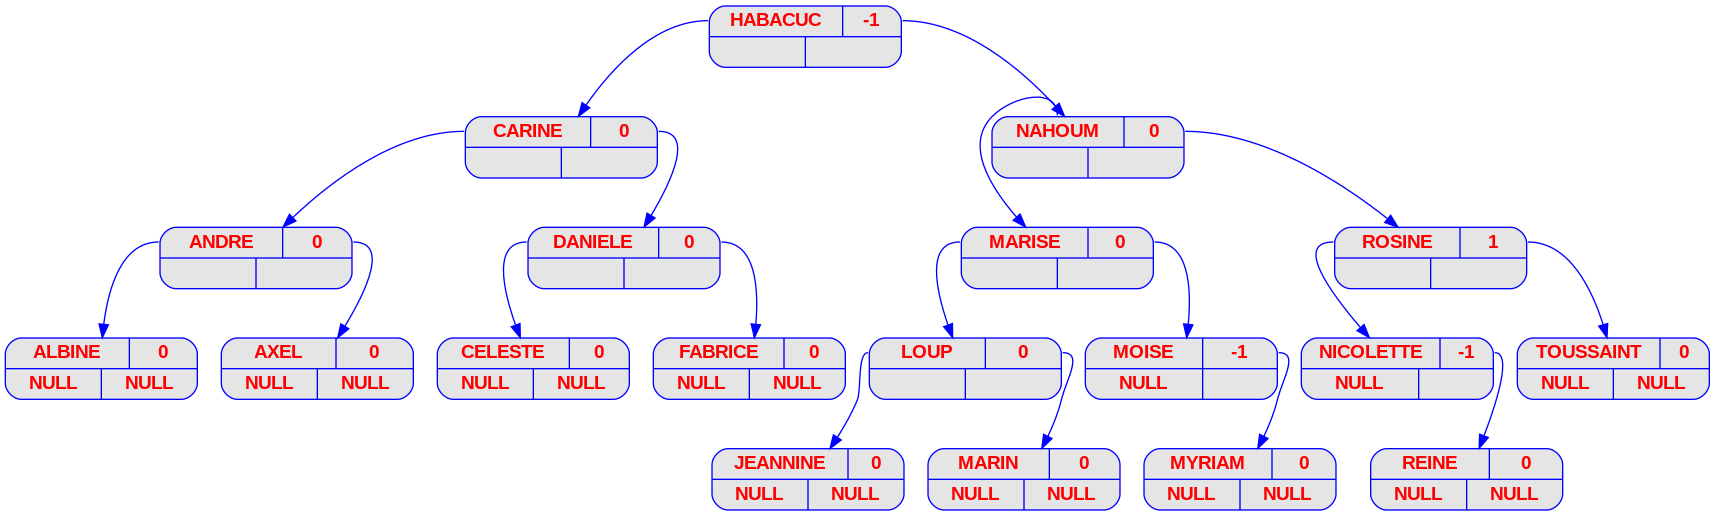 HABACUC -1
CARINE 0 NAHOUM 0
ANDRE 0 DANIELE 0 MARISE 0 ROSINE 1
ALBINE 0 AXEL 0 CELESTE 0 FABRICE 0 LOUP 0 MOISE -1 NICOLETTE -1 TOUSSAINT 0
NULL NULL NULL NULL NULL NULL NULL NULL NULL NULL NULL NULL
JEANNINE 0 MARIN 0 MYRIAM 0 REINE 0
NULL NULL NULL NULL NULL NULL NULL NULL